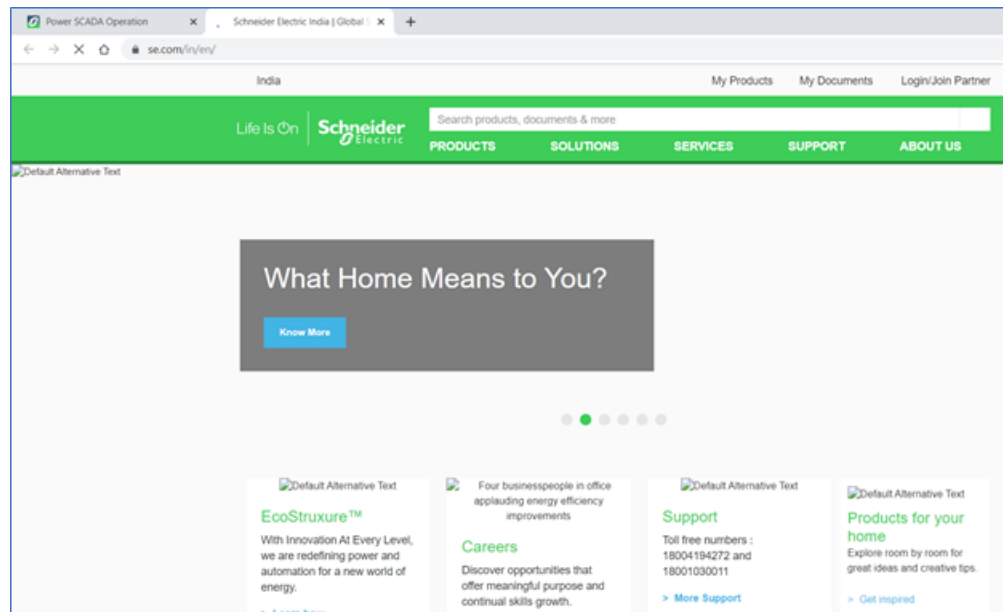 Power SCADA Operation
Schneider Electric India | Global S
se.com/in/en/
India
My Products
My Documents
Login/Join Partner
Life Is On
Schneider
Electric
Search products, documents & more
PRODUCTS
SOLUTIONS
SERVICES
SUPPORT
ABOUT US
Default Alternative Text
What Home Means to You?
Know More
Default Alternative Text
EcoStruxure™
With Innovation At Every Level,
we are redefining power and
automation for a new world of
energy.
Four businesspeople in office
applauding energy efficiency
improvements
Careers
Discover opportunities that
offer meaningful purpose and
continual skills growth.
Default Alternative Text
Support
Toll free numbers :
18004194272 and
18001030011
> More Support
Default Alternative Text
Products for your
home
Explore room by room for
great ideas and creative tips.
> Get inspired